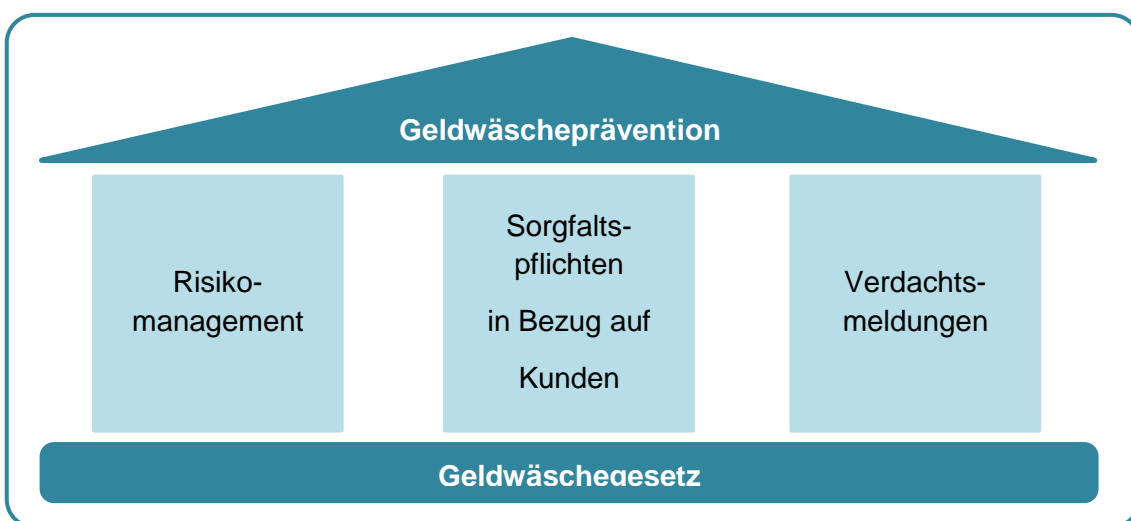 Geldwäscheprävention
Risiko-
management
Sorgfalts-
pflichten
in Bezug auf
Kunden
Verdachts-
meldungen
Geldwäschegesetz